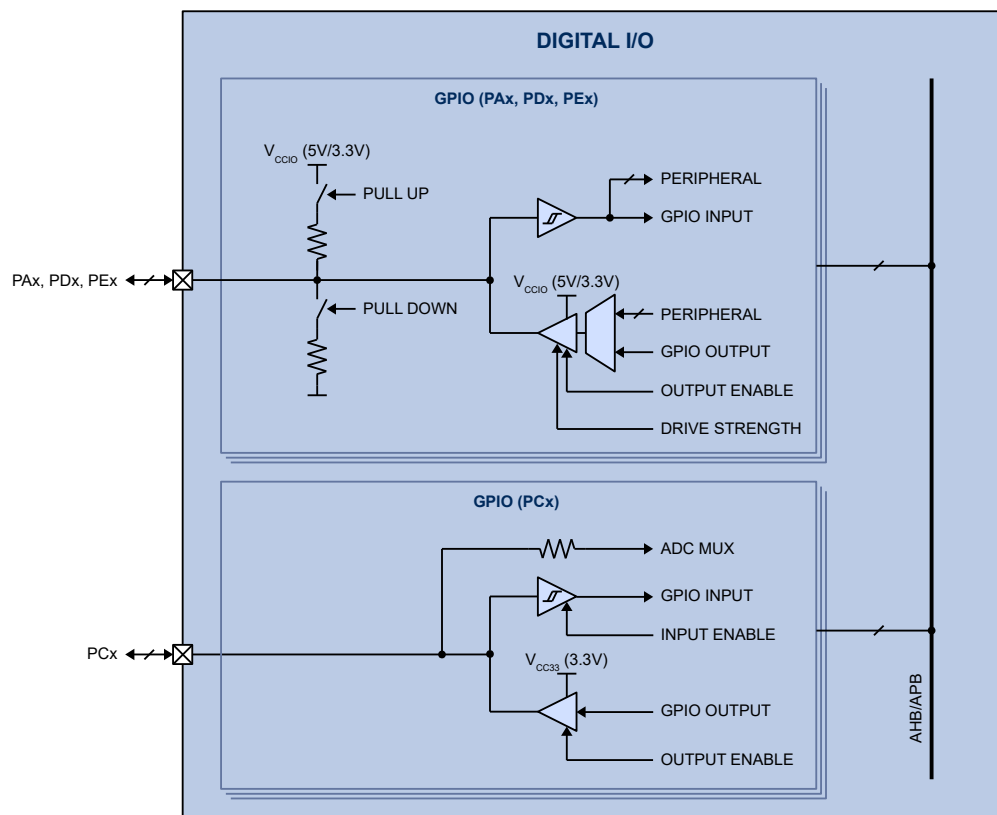 DIGITAL I/O
GPIO (PAx, PDx, PEx)
VCCIO (5V/3.3V)
PULL UP
PERIPHERAL
GPIO INPUT
PAx, PDx, PEx
VCCIO (5V/3.3V)
PULL DOWN
PERIPHERAL
GPIO OUTPUT
OUTPUT ENABLE
DRIVE STRENGTH
GPIO (PCx)
ADC MUX
GPIO INPUT
INPUT ENABLE
PCx
VCC33 (3.3V)
GPIO OUTPUT
OUTPUT ENABLE
AHB/APB